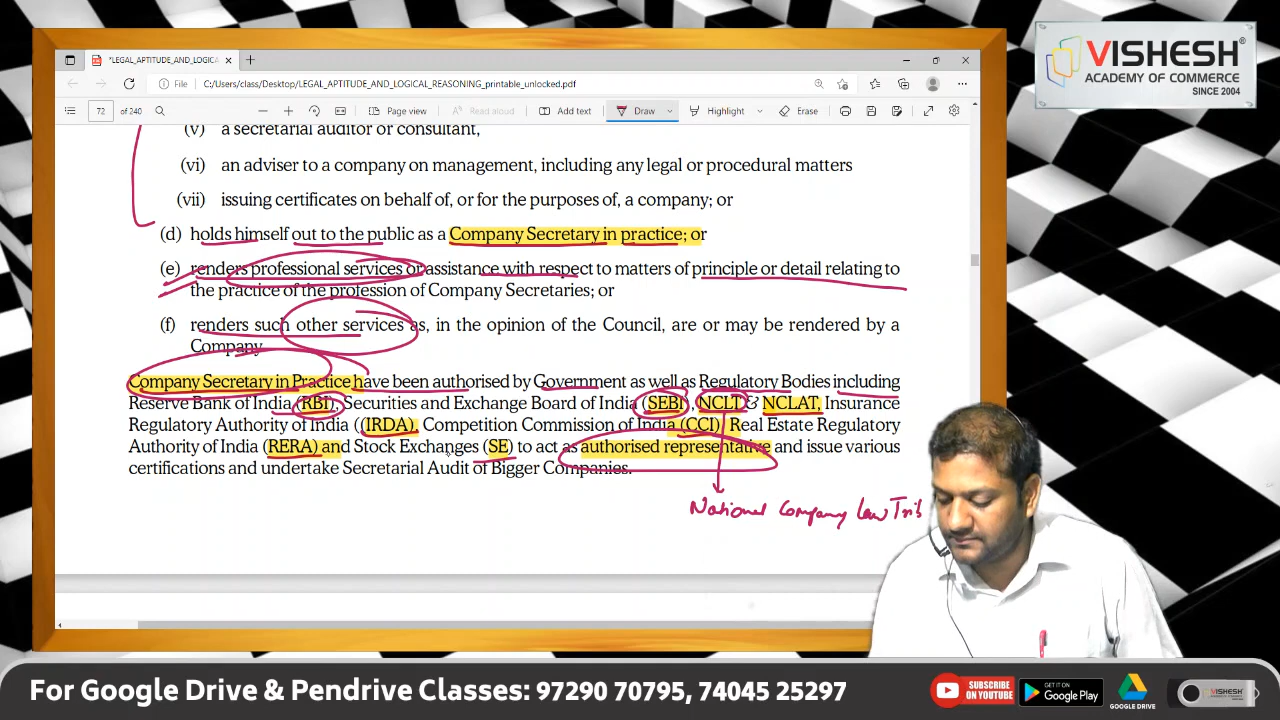 VISHESH®
ACADEMY OF COMMERCE
SINCE 2004
*LEGAL_APTITUDE_AND_LOGICA
File
C:/Users/class/Desktop/LEGAL_APTITUDE_AND_LOGICAL_REASONING_printable_unlocked.pdf
72 of 240
Page view
Read aloud
Add text
Draw
Highlight
Erase
(v) a secretarial auditor or consultant,
(vi) an adviser to a company on management, including any legal or procedural matters
(vii) issuing certificates on behalf of, or for the purposes of, a company; or
(d) holds himself out to the public as a Company Secretary in practice; or
(e) renders professional services or assistance with respect to matters of principle or detail relating to
the practice of the profession of Company Secretaries; or
(f) renders such other services as, in the opinion of the Council, are or may be rendered by a
Company
Company Secretary in Practice have been authorised by Government as well as Regulatory Bodies including
Reserve Bank of India (RBI), Securities and Exchange Board of India (SEBI), NCLT & NCLAT, Insurance
Regulatory Authority of India ((IRDA), Competition Commission of India (CCI), Real Estate Regulatory
Authority of India (RERA) and Stock Exchanges (SE) to act as authorised representative and issue various
certifications and undertake Secretarial Audit of Bigger Companies.
National Company Law Trib
For Google Drive & Pendrive Classes: 97290 70795, 74045 25297
SUBSCRIBE
ON YOUTUBE
GET IT ON
Google Play
GOOGLE DRIVE
VISHESH